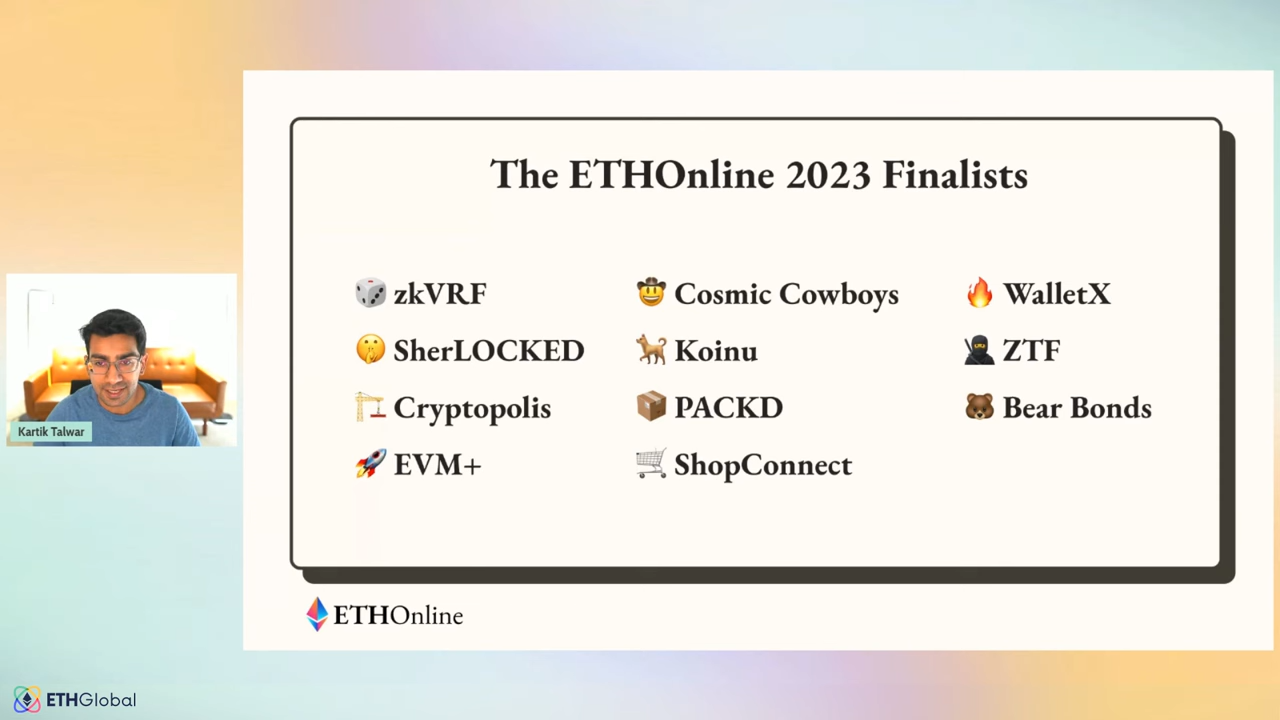 The ETHOnline 2023 Finalists
zkVRF
SherLOCKED
Cryptopolis
EVM+
Cosmic Cowboys
Koinu
PACKD
ShopConnect
WalletX
ZTF
Bear Bonds
Kartik Talwar
ETHOnline
ETHGlobal